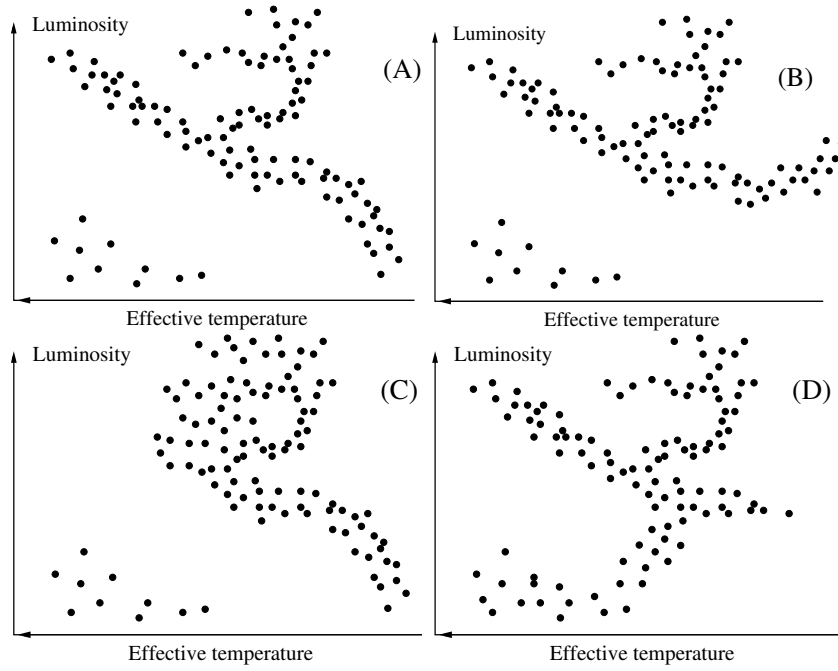 Luminosity
(A)
Effective temperature
Luminosity
(B)
Effective temperature
Luminosity
(C)
Effective temperature
Luminosity
(D)
Effective temperature